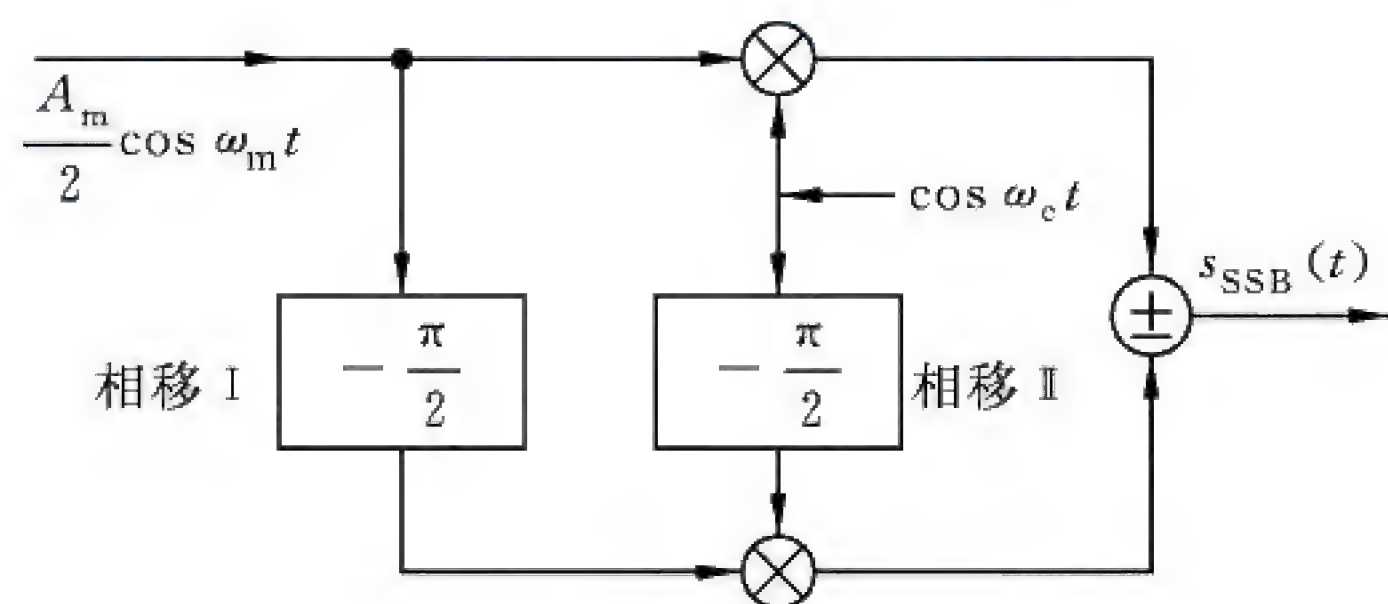 A_m/2 cos ω_m t
cos ω_c t
s_SSB (t)
±
相移 Ⅰ
− π/2
− π/2
相移 Ⅱ